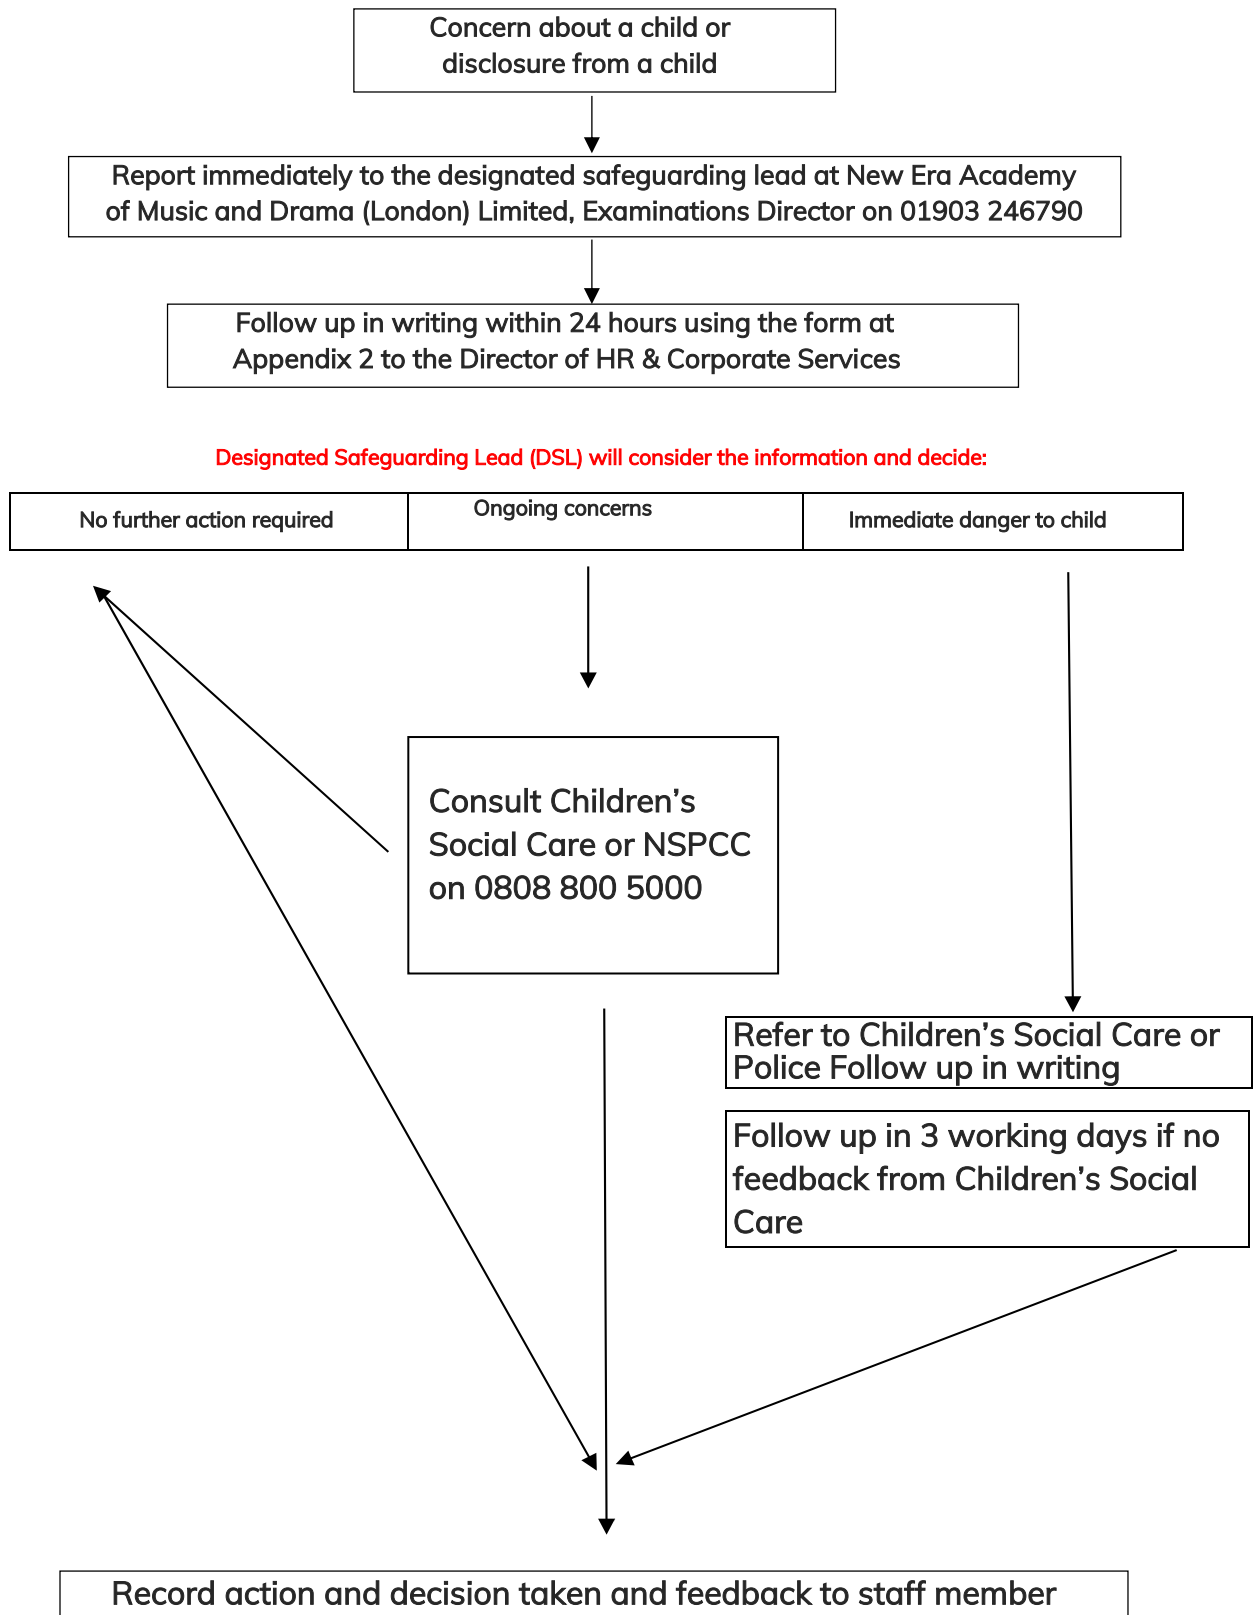 Concern about a child or
disclosure from a child
Report immediately to the designated safeguarding lead at New Era Academy
of Music and Drama (London) Limited, Examinations Director on 01903 246790
Follow up in writing within 24 hours using the form at
Appendix 2 to the Director of HR & Corporate Services
Designated Safeguarding Lead (DSL) will consider the information and decide:
No further action required
Ongoing concerns
Immediate danger to child
Consult Children’s
Social Care or NSPCC
on 0808 800 5000
Refer to Children’s Social Care or
Police Follow up in writing
Follow up in 3 working days if no
feedback from Children’s Social
Care
Record action and decision taken and feedback to staff member